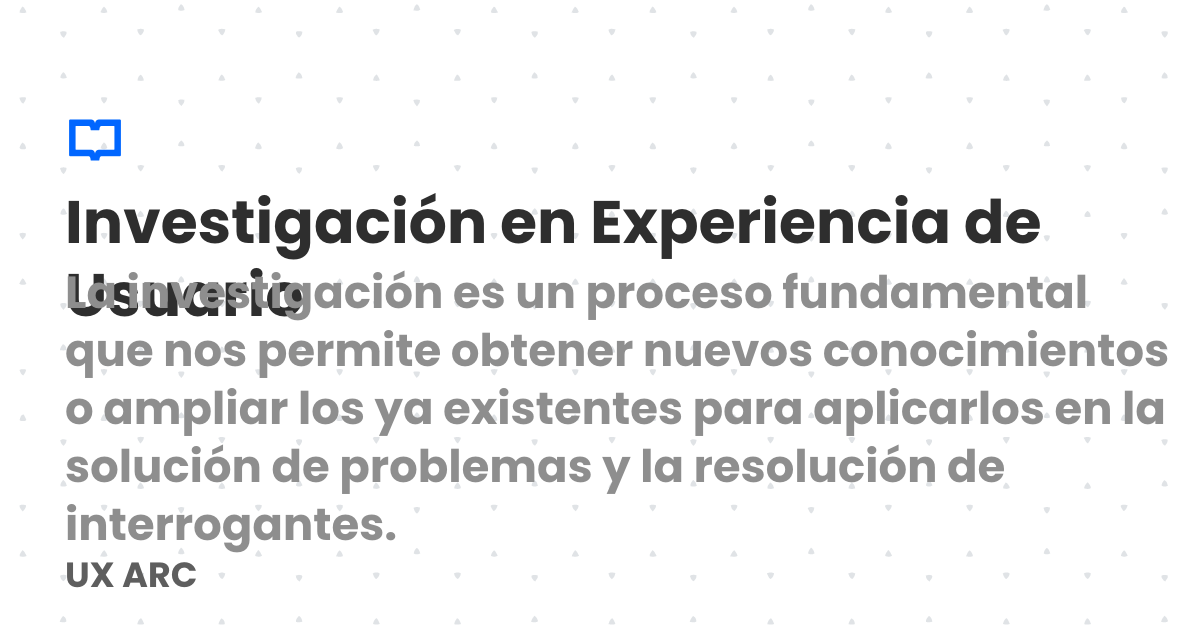 Investigación en Experiencia de
Usuario
La investigación es un proceso fundamental
que nos permite obtener nuevos conocimientos
o ampliar los ya existentes para aplicarlos en la
solución de problemas y la resolución de
interrogantes.
UX ARC